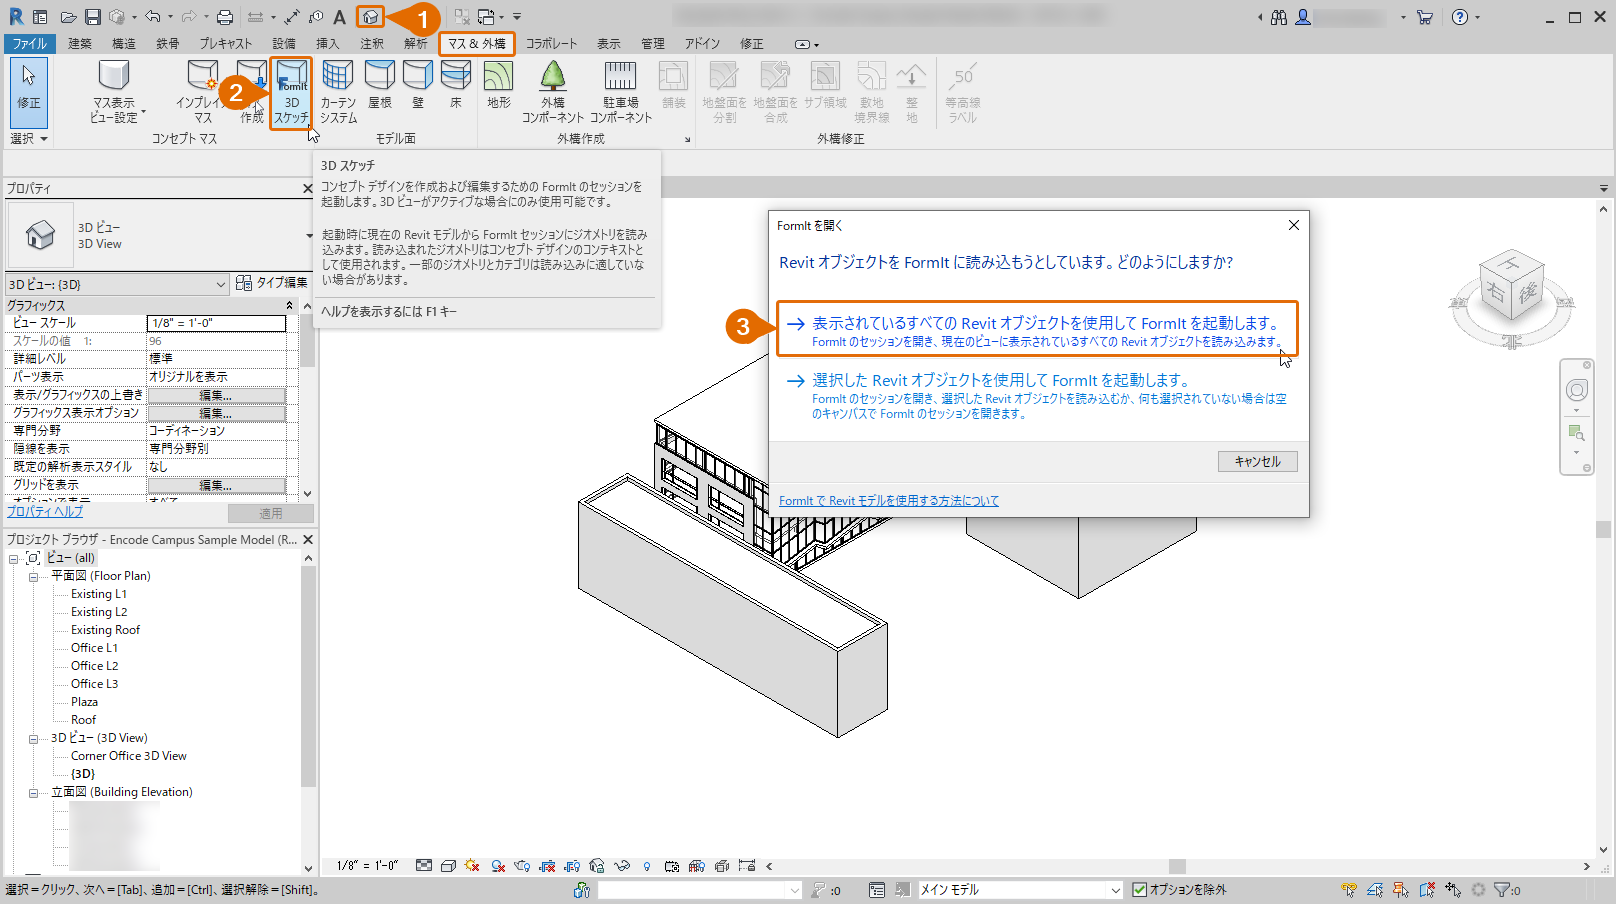 A
1
ファイル 建築 構造 鉄骨 プレキャスト 設備 挿入 注釈 解析 マス & 外構 コラボレート 表示 管理 アドイン 修正
2
修正
マス表示
ビュー設定
インプレイス
マス
作成
FormIt
3D
スケッチ
カーテン
システム
屋根
壁
床
地形
外構
コンポーネント
駐車場
コンポーネント
舗装
地盤面を
分割
地盤面を
合成
サブ領域
敷地
境界線
整
地
50
等高線
ラベル
選択 コンセプト マス モデル面 外構作成 外構修正
3D スケッチ
コンセプト デザインを作成および編集するための FormIt のセッションを
起動します。3D ビューがアクティブな場合にのみ使用可能です。
起動時に現在の Revit モデルから FormIt セッションにジオメトリを読み
込みます。読み込まれたジオメトリはコンセプト デザインのコンテキストと
して使用されます。一部のジオメトリとカテゴリは読み込みに適していな
い場合があります。
ヘルプを表示するには F1 キー
プロパティ
3D ビュー
3D View
3D ビュー: {3D} タイプ編集
グラフィックス
ビュー スケール 1/8" = 1'-0"
スケールの値 1: 96
詳細レベル 標準
パーツ表示 オリジナルを表示
表示/グラフィックスの上書き 編集...
グラフィックス表示オプション 編集...
専門分野 コーディネーション
隠線を表示 専門分野別
既定の解析表示スタイル なし
グリッドを表示 編集...
オプションで表示 すべて
プロパティ ヘルプ 適用
プロジェクト ブラウザ - Encode Campus Sample Model (R...
ビュー (all)
平面図 (Floor Plan)
Existing L1
Existing L2
Existing Roof
Office L1
Office L2
Office L3
Plaza
Roof
3D ビュー (3D View)
Corner Office 3D View
{3D}
立面図 (Building Elevation)
FormIt を開く
Revit オブジェクトを FormIt に読み込もうとしています。どのようにしますか?
3
表示されているすべての Revit オブジェクトを使用して FormIt を起動します。
FormIt のセッションを開き、現在のビューに表示されているすべての Revit オブジェクトを読み込みます。
選択した Revit オブジェクトを使用して FormIt を起動します。
FormIt のセッションを開き、選択した Revit オブジェクトを読み込むか、何も選択されていない場合は空
のキャンバスで FormIt のセッションを開きます。
キャンセル
FormIt で Revit モデルを使用する方法について
上
右 後
1/8" = 1'-0"
選択＝クリック、次へ＝[Tab]、追加＝[Ctrl]、選択解除＝[Shift]。 :0 メイン モデル オプションを除外 :0